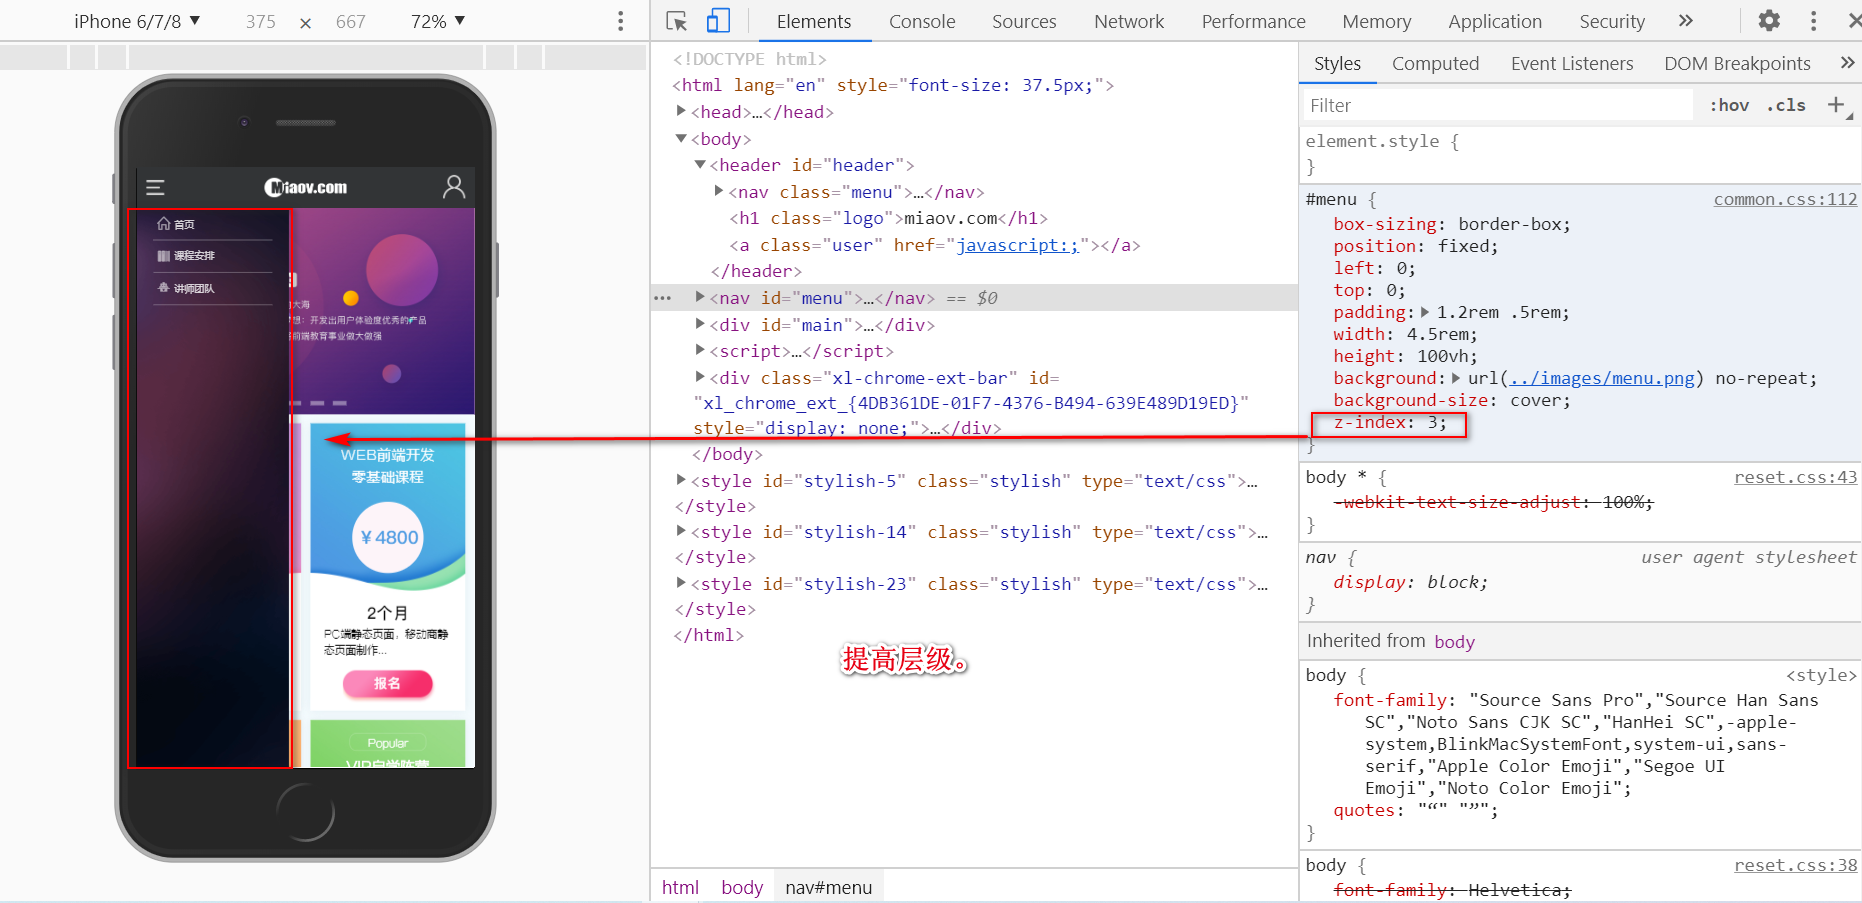 iPhone 6/7/8 ▼ 375 × 667 72% ▼
Elements Console Sources Network Performance Memory Application Security »
Miaov.com
首页
课程安排
讲师团队
大海
想：开发出用户体验度优秀的产品
前端教育事业做大做强
WEB前端开发
零基础课程
¥4800
2个月
PC端静态页面，移动商静
态页面制作...
报名
Popular
<!DOCTYPE html>
<html lang="en" style="font-size: 37.5px;">
▶<head>…</head>
▼<body>
▼<header id="header">
▶<nav class="menu">…</nav>
<h1 class="logo">miaov.com</h1>
<a class="user" href="javascript:;"></a>
</header>
… ▶<nav id="menu">…</nav> == $0
▶<div id="main">…</div>
▶<script>…</script>
▶<div class="xl-chrome-ext-bar" id=
"xl_chrome_ext_{4DB361DE-01F7-4376-B494-639E489D19ED}"
style="display: none;">…</div>
</body>
▶<style id="stylish-5" class="stylish" type="text/css">…
</style>
▶<style id="stylish-14" class="stylish" type="text/css">…
</style>
▶<style id="stylish-23" class="stylish" type="text/css">…
</style>
</html>
提高层级。
html body nav#menu
Styles Computed Event Listeners DOM Breakpoints »
Filter :hov .cls +
element.style {
}
#menu { common.css:112
box-sizing: border-box;
position: fixed;
left: 0;
top: 0;
padding:▶1.2rem .5rem;
width: 4.5rem;
height: 100vh;
background:▶url(../images/menu.png) no-repeat;
background-size: cover;
z-index: 3;
}
body * { reset.css:43
-webkit-text-size-adjust: 100%;
}
nav { user agent stylesheet
display: block;
}
Inherited from body
body { <style>
font-family: "Source Sans Pro","Source Han Sans
SC","Noto Sans CJK SC","HanHei SC",-apple-
system,BlinkMacSystemFont,system-ui,sans-
serif,"Apple Color Emoji","Segoe UI
Emoji","Noto Color Emoji";
quotes: "“" "”";
}
body { reset.css:38
font-family: Helvetica;